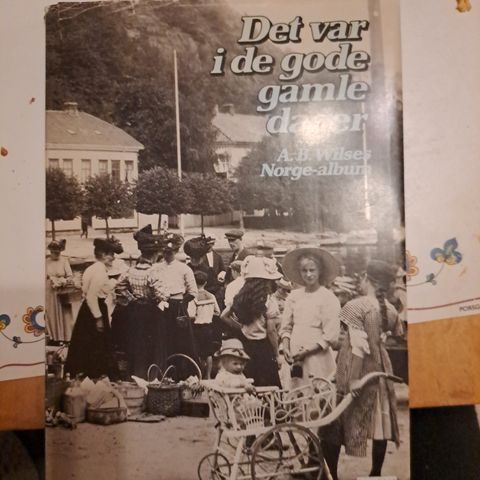 Det var
i de gode
gamle
dager
A. B. Wilses
Norge-album